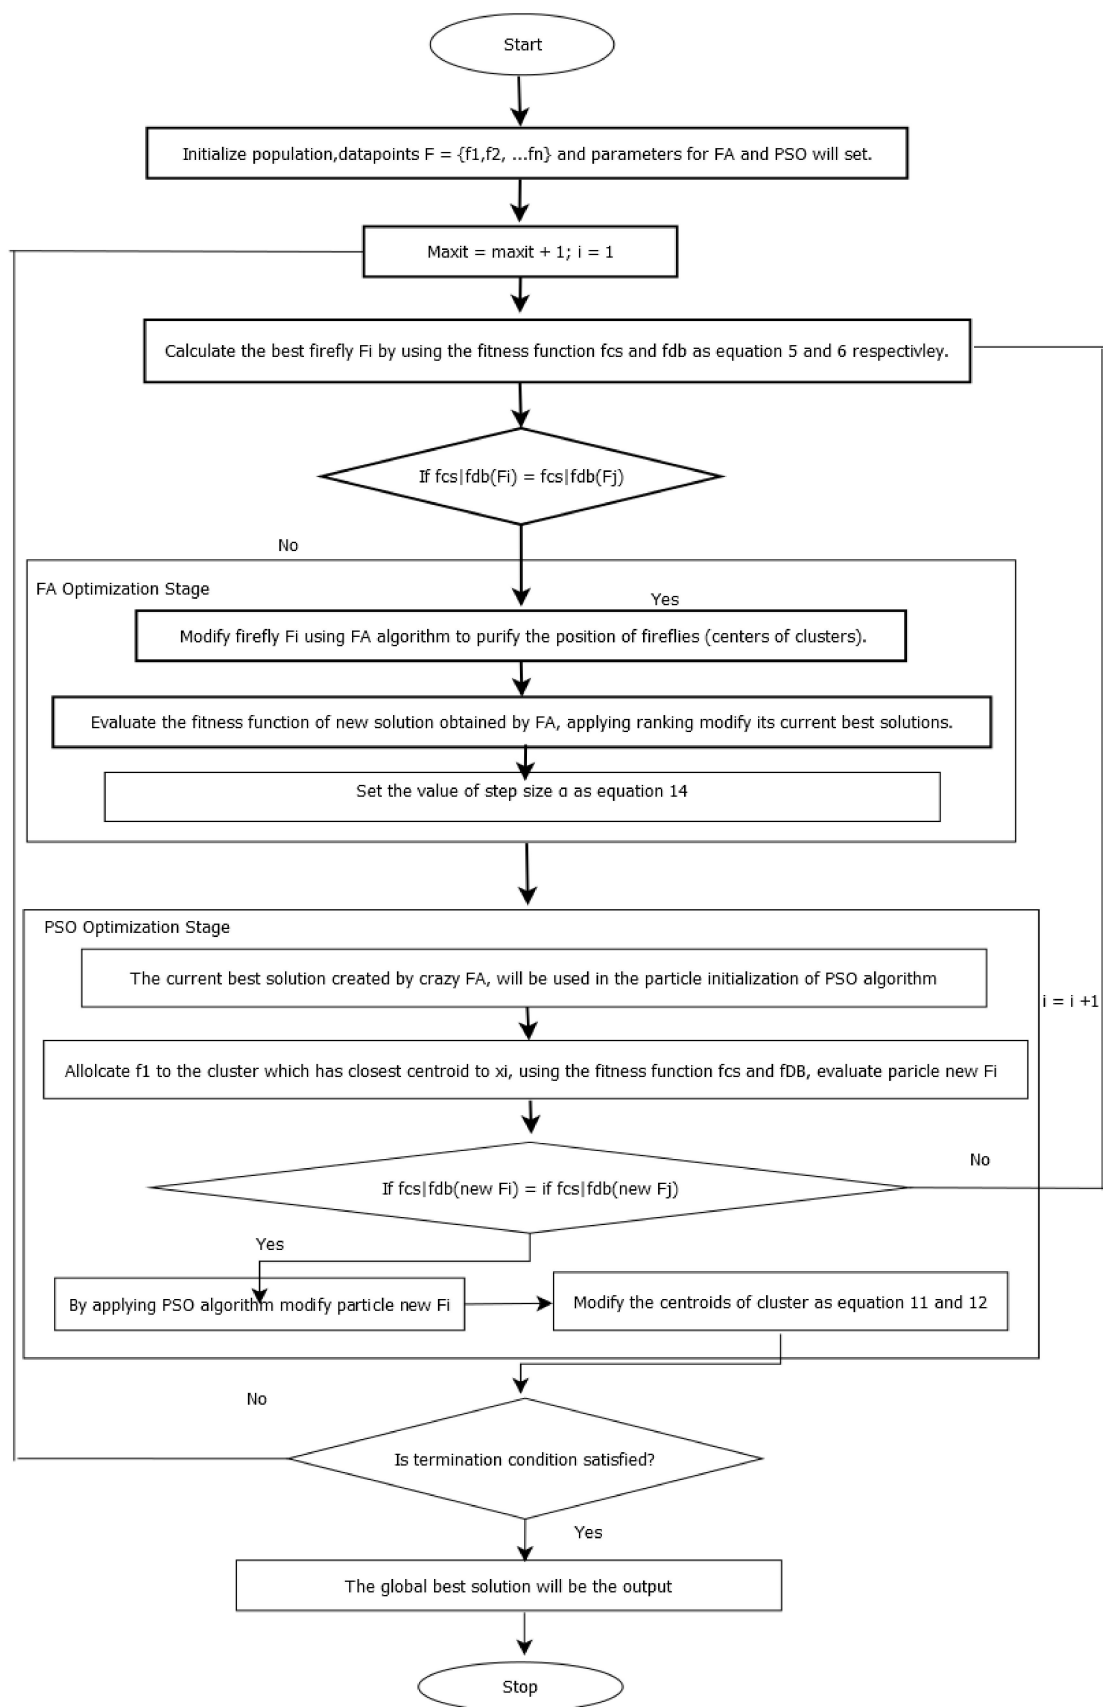 Start
Initialize population,datapoints F = {f1,f2, ...fn} and parameters for FA and PSO will set.
Maxit = maxit + 1; i = 1
Calculate the best firefly Fi by using the fitness function fcs and fdb as equation 5 and 6 respectivley.
If fcs|fdb(Fi) = fcs|fdb(Fj)
No
FA Optimization Stage
Yes
Modify firefly Fi using FA algorithm to purify the position of fireflies (centers of clusters).
Evaluate the fitness function of new solution obtained by FA, applying ranking modify its current best solutions.
Set the value of step size α as equation 14
PSO Optimization Stage
The current best solution created by crazy FA, will be used in the particle initialization of PSO algorithm
i = i +1
Allolcate f1 to the cluster which has closest centroid to xi, using the fitness function fcs and fDB, evaluate paricle new Fi
If fcs|fdb(new Fi) = if fcs|fdb(new Fj)
No
Yes
By applying PSO algorithm modify particle new Fi
Modify the centroids of cluster as equation 11 and 12
No
Is termination condition satisfied?
Yes
The global best solution will be the output
Stop